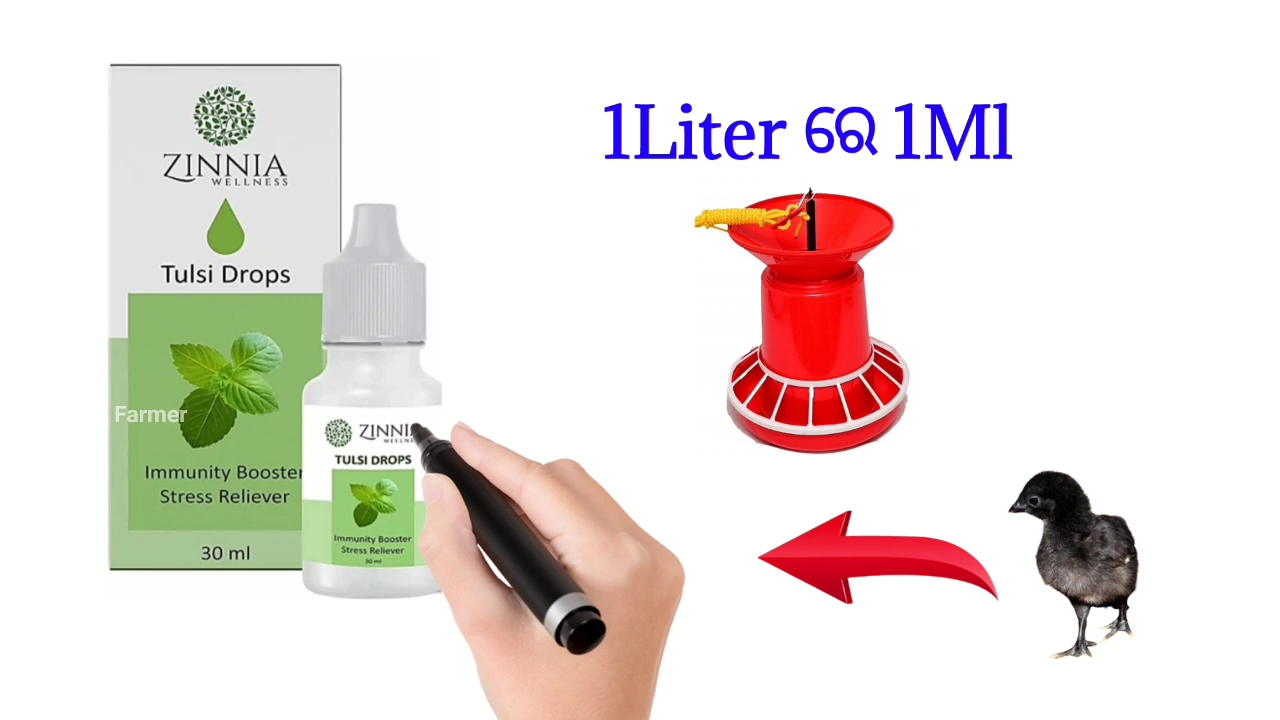 ZINNIA
WELLNESS
Tulsi Drops
Farmer
Immunity Booster
Stress Reliever
30 ml
ZINNIA
WELLNE
TULSI DROPS
Immunity Booster
Stress Reliever
30 ml
1Liter ରେ 1Ml